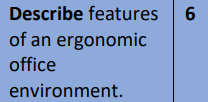 Describe features 6
of an ergonomic
office
environment.